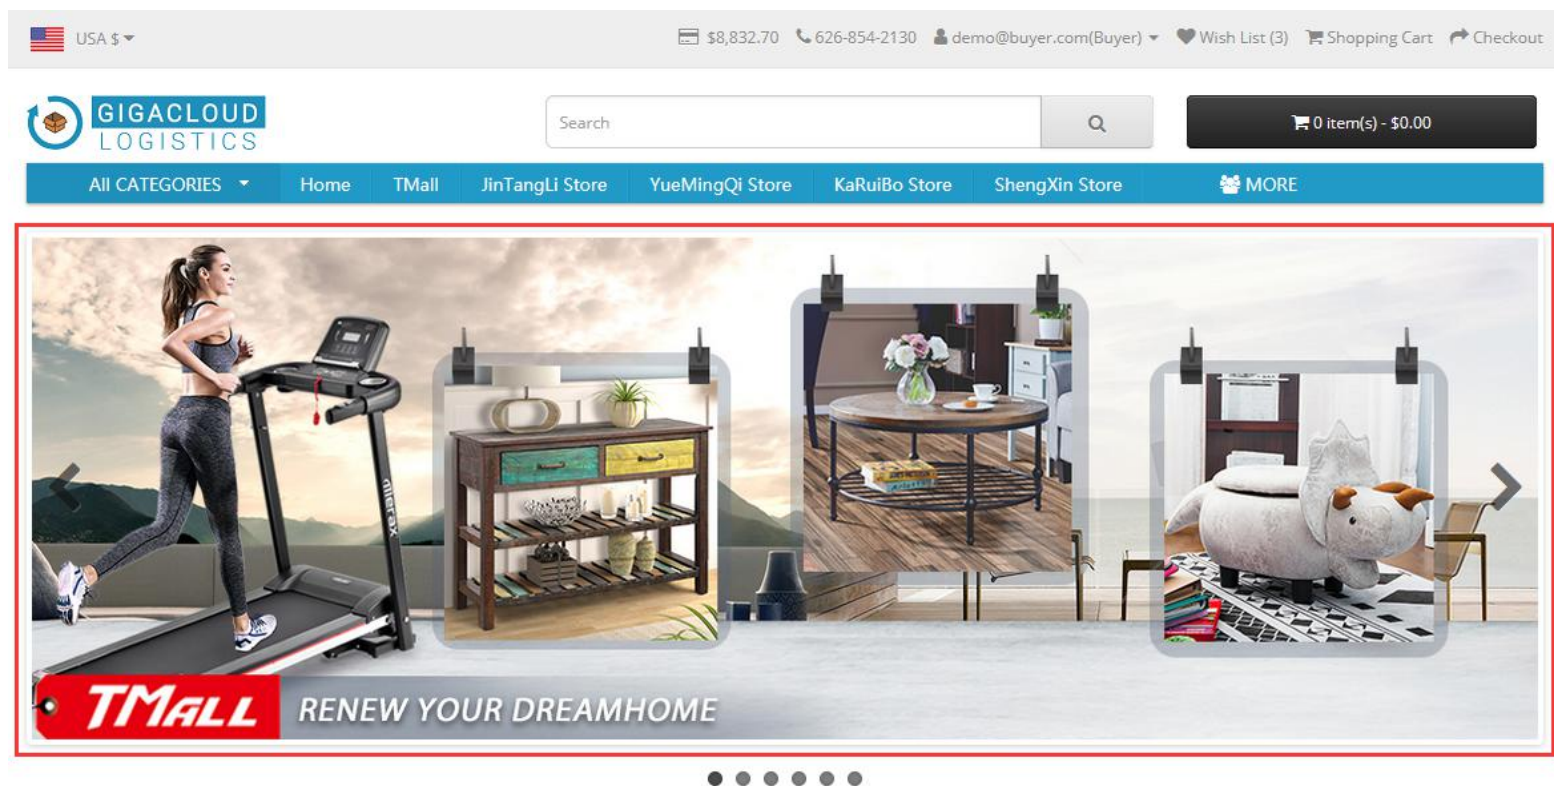 USA $ $8,832.70 626-854-2130 demo@buyer.com(Buyer) Wish List (3) Shopping Cart Checkout
GIGACLOUD
LOGISTICS
Search
0 item(s) - $0.00
All CATEGORIES Home TMall JinTangLi Store YueMingQi Store KaRuiBo Store ShengXin Store MORE
merax
TMALL RENEW YOUR DREAMHOME